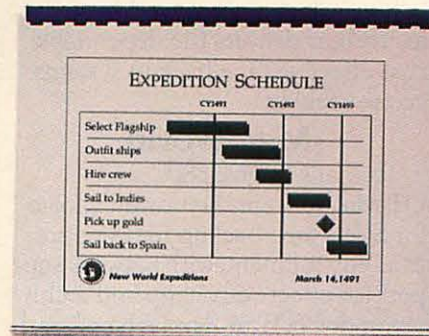 EXPEDITION SCHEDULE
CY1491 CY1492 CY1493
Select Flagship
Outfit ships
Hire crew
Sail to Indies
Pick up gold
Sail back to Spain
New World Expeditions March 14,1491